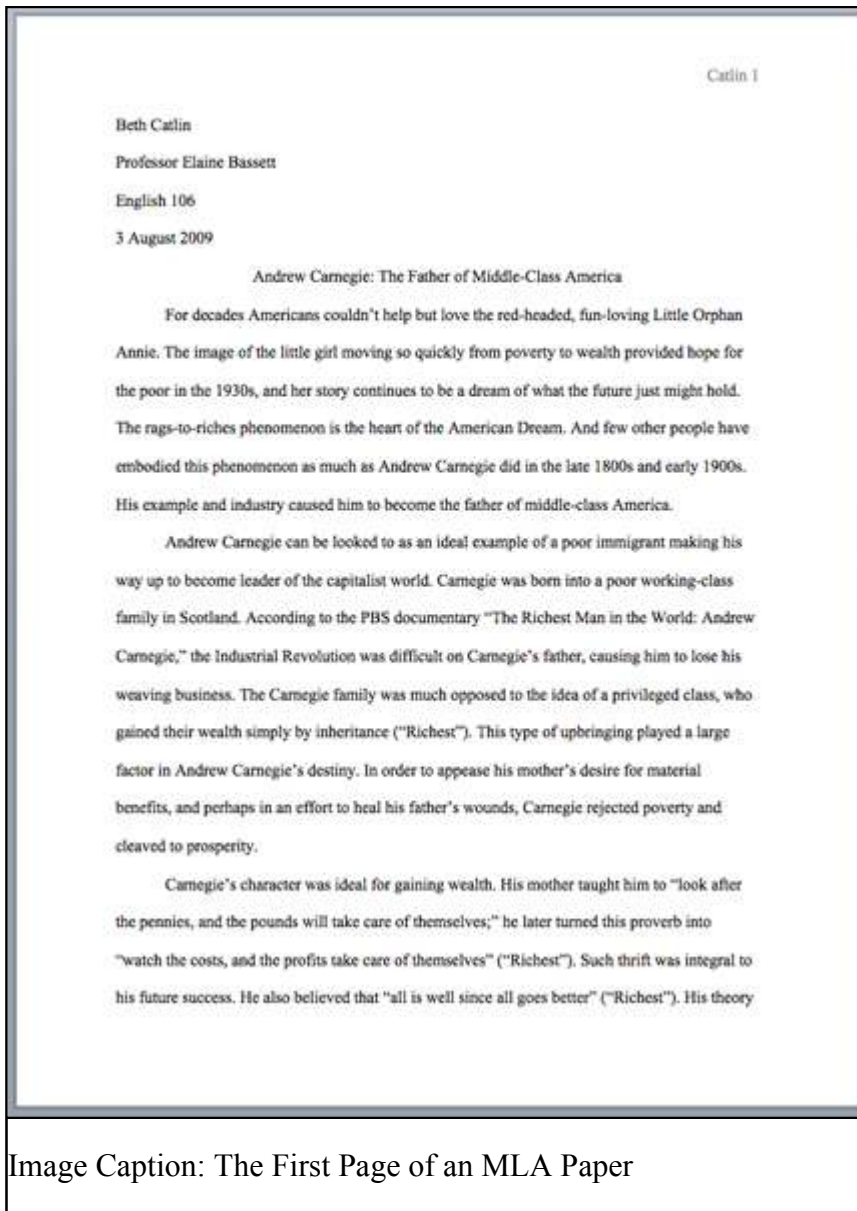 Catlin 1
Beth Catlin
Professor Elaine Bassett
English 106
3 August 2009
Andrew Carnegie: The Father of Middle-Class America
For decades Americans couldn’t help but love the red-headed, fun-loving Little Orphan
Annie. The image of the little girl moving so quickly from poverty to wealth provided hope for
the poor in the 1930s, and her story continues to be a dream of what the future just might hold.
The rags-to-riches phenomenon is the heart of the American Dream. And few other people have
embodied this phenomenon as much as Andrew Carnegie did in the late 1800s and early 1900s.
His example and industry caused him to become the father of middle-class America.
Andrew Carnegie can be looked to as an ideal example of a poor immigrant making his
way up to become leader of the capitalist world. Carnegie was born into a poor working-class
family in Scotland. According to the PBS documentary “The Richest Man in the World: Andrew
Carnegie,” the Industrial Revolution was difficult on Carnegie’s father, causing him to lose his
weaving business. The Carnegie family was much opposed to the idea of a privileged class, who
gained their wealth simply by inheritance (“Richest”). This type of upbringing played a large
factor in Andrew Carnegie’s destiny. In order to appease his mother’s desire for material
benefits, and perhaps in an effort to heal his father’s wounds, Carnegie rejected poverty and
cleaved to prosperity.
Carnegie’s character was ideal for gaining wealth. His mother taught him to “look after
the pennies, and the pounds will take care of themselves;” he later turned this proverb into
“watch the costs, and the profits take care of themselves” (“Richest”). Such thrift was integral to
his future success. He also believed that “all is well since all goes better” (“Richest”). His theory
Image Caption: The First Page of an MLA Paper